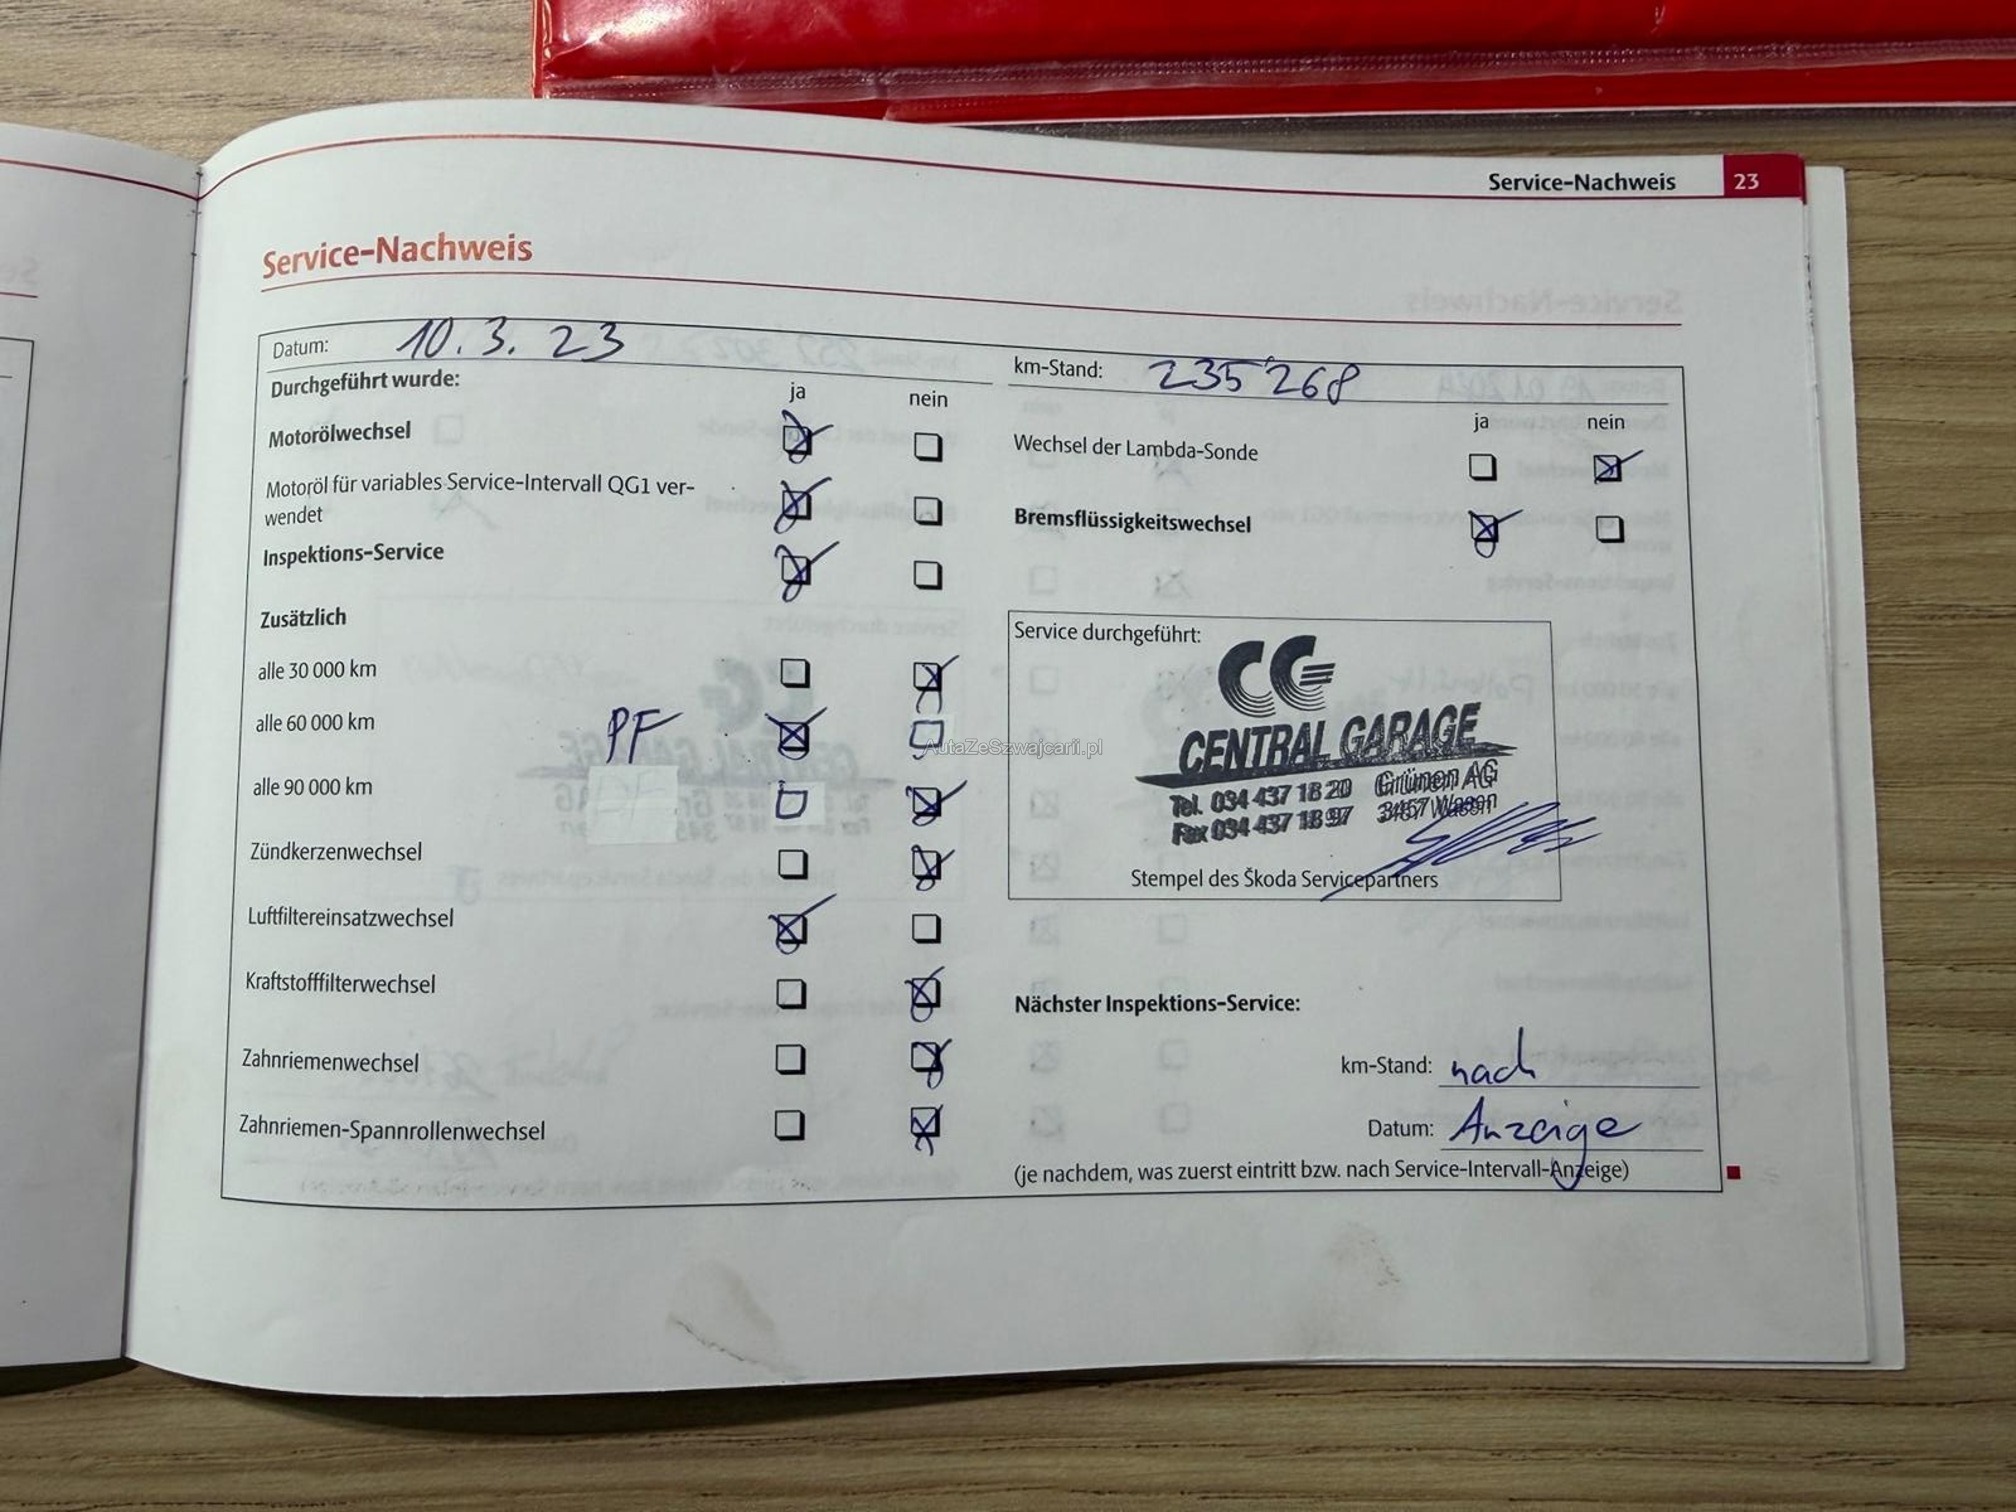 Service-Nachweis 23
Service-Nachweis
Datum: 10.3.23
km-Stand: 235'268
Durchgeführt wurde: ja nein
Motorölwechsel
Motoröl für variables Service-Intervall QG1 ver-
wendet
Inspektions-Service
Zusätzlich
alle 30 000 km
alle 60 000 km PF
alle 90 000 km
Zündkerzenwechsel
Luftfiltereinsatzwechsel
Kraftstofffilterwechsel
Zahnriemenwechsel
Zahnriemen-Spannrollenwechsel
ja nein
Wechsel der Lambda-Sonde
Bremsflüssigkeitswechsel
Service durchgeführt:
CG
CENTRAL GARAGE
Tel. 034 437 18 20 Grünen AG
Fax 034 437 18 97 3457 Wasen
Stempel des Škoda Servicepartners
Nächster Inspektions-Service:
km-Stand: nach
Datum: Anzeige
(je nachdem, was zuerst eintritt bzw. nach Service-Intervall-Anzeige)
AutaZeSzwajcarii.pl